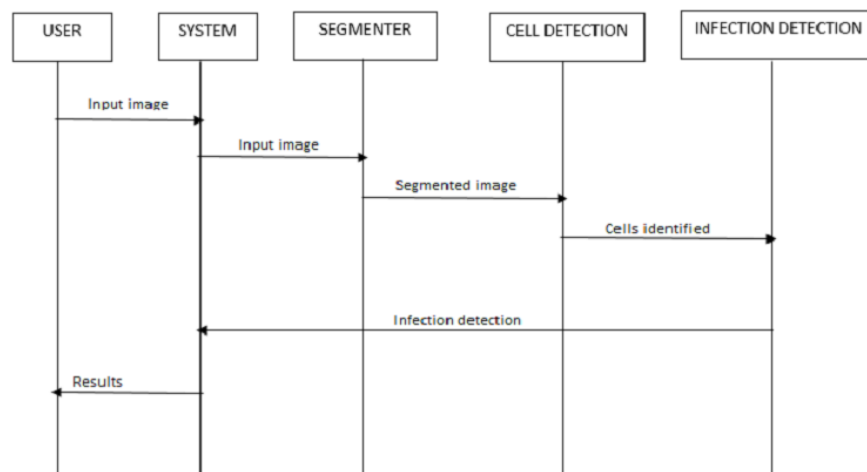 USER
SYSTEM
SEGMENTER
CELL DETECTION
INFECTION DETECTION
Input image
Input image
Segmented image
Cells identified
Infection detection
Results